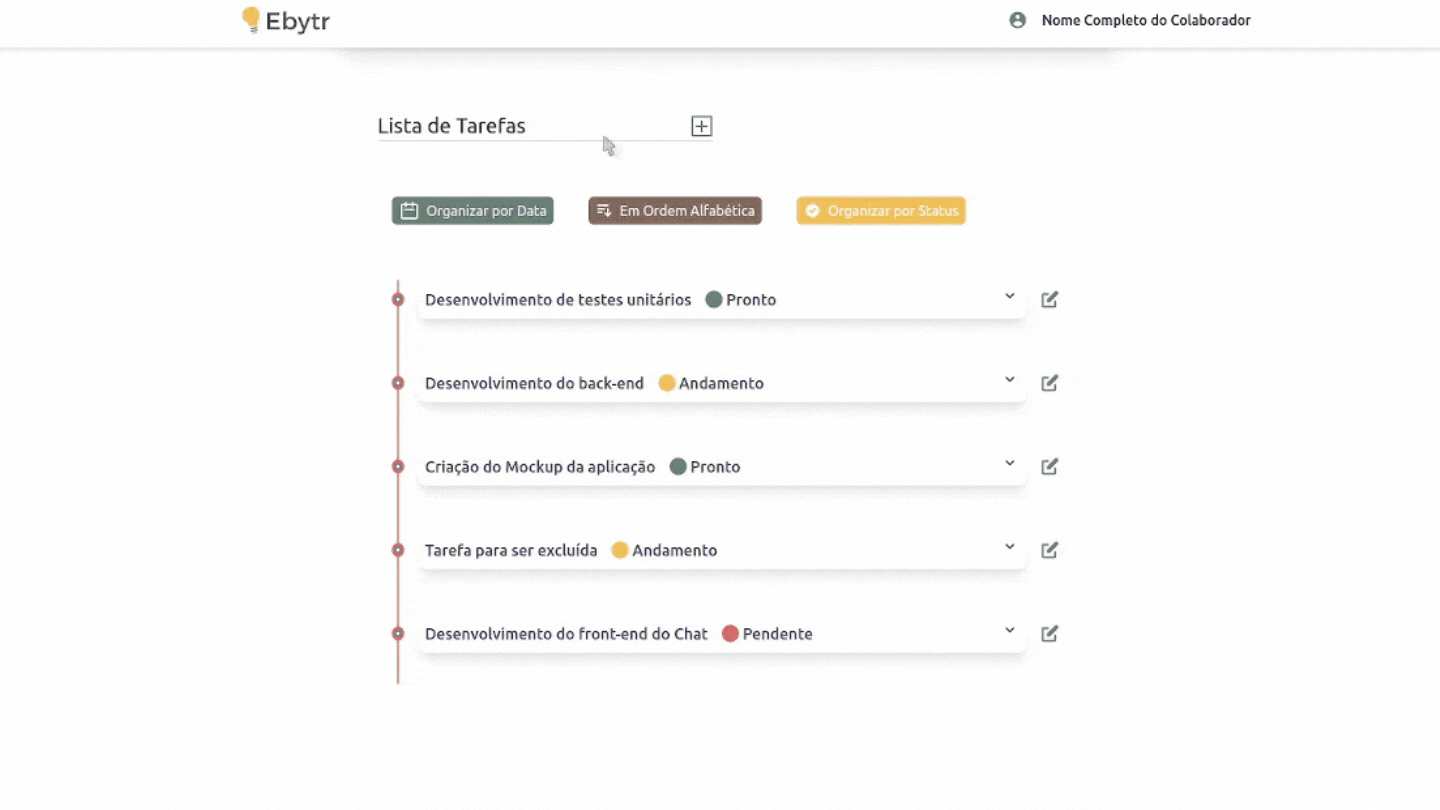 Ebytr
Nome Completo do Colaborador
Lista de Tarefas
Organizar por Data
Em Ordem Alfabética
Organizar por Status
Desenvolvimento de testes unitários Pronto
Desenvolvimento do back-end Andamento
Criação do Mockup da aplicação Pronto
Tarefa para ser excluída Andamento
Desenvolvimento do front-end do Chat Pendente